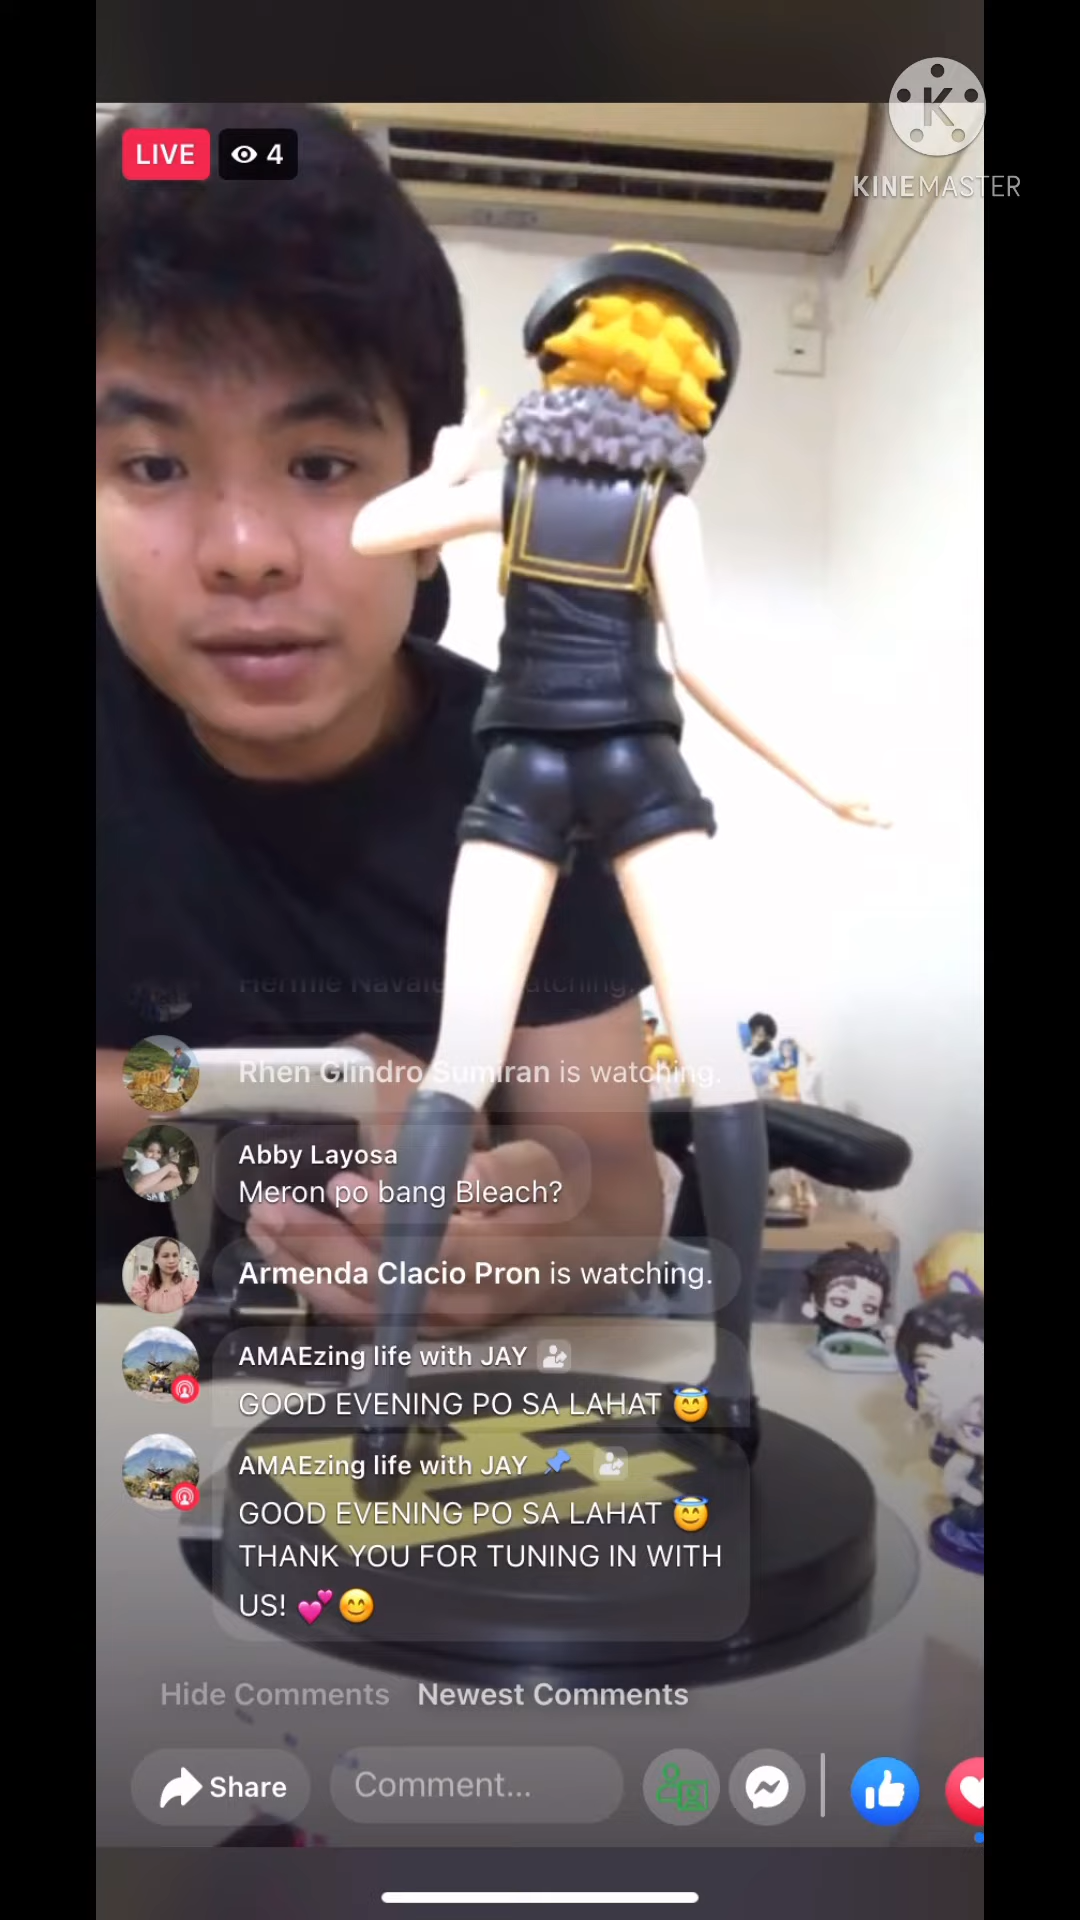 LIVE 4
KINEMASTER
Rhen Glindro Sumiran is watching.
Abby Layosa
Meron po bang Bleach?
Armenda Clacio Pron is watching.
AMAEzing life with JAY
GOOD EVENING PO SA LAHAT 😇
AMAEzing life with JAY 📌
GOOD EVENING PO SA LAHAT 😇
THANK YOU FOR TUNING IN WITH
US! 💕 😊
Hide Comments Newest Comments
Share Comment...